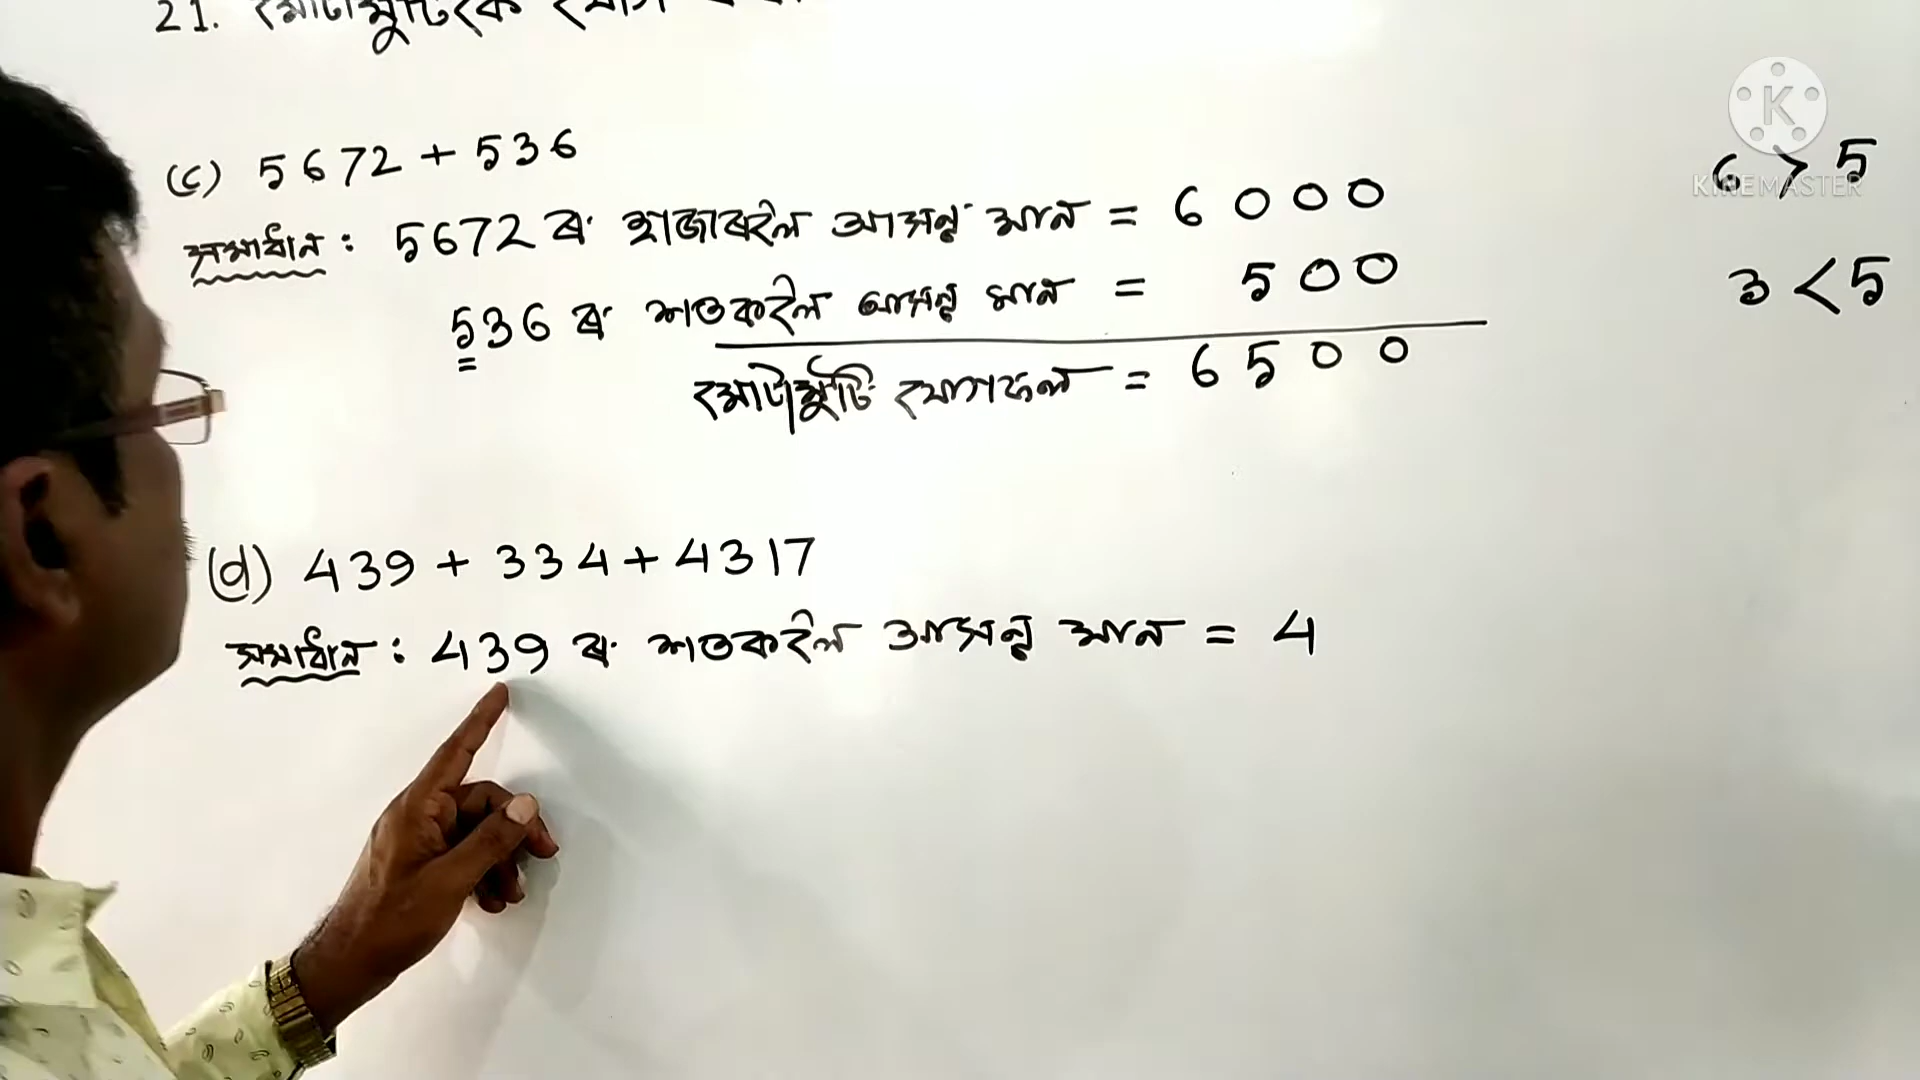 21. মোটামুটিকৈ যোগ
(c) 5672 + 536
সমাধান : 5672 ৰ হাজাৰলৈ আসন্ন মান = 6000
6 > 5
536 ৰ শতকলৈ আসন্ন মান = 500
3 < 5
মোটামুটি যোগফল = 6500
(d) 439 + 334 + 4317
সমাধান : 439 ৰ শতকলৈ আসন্ন মান = 4
K
KINEMASTER